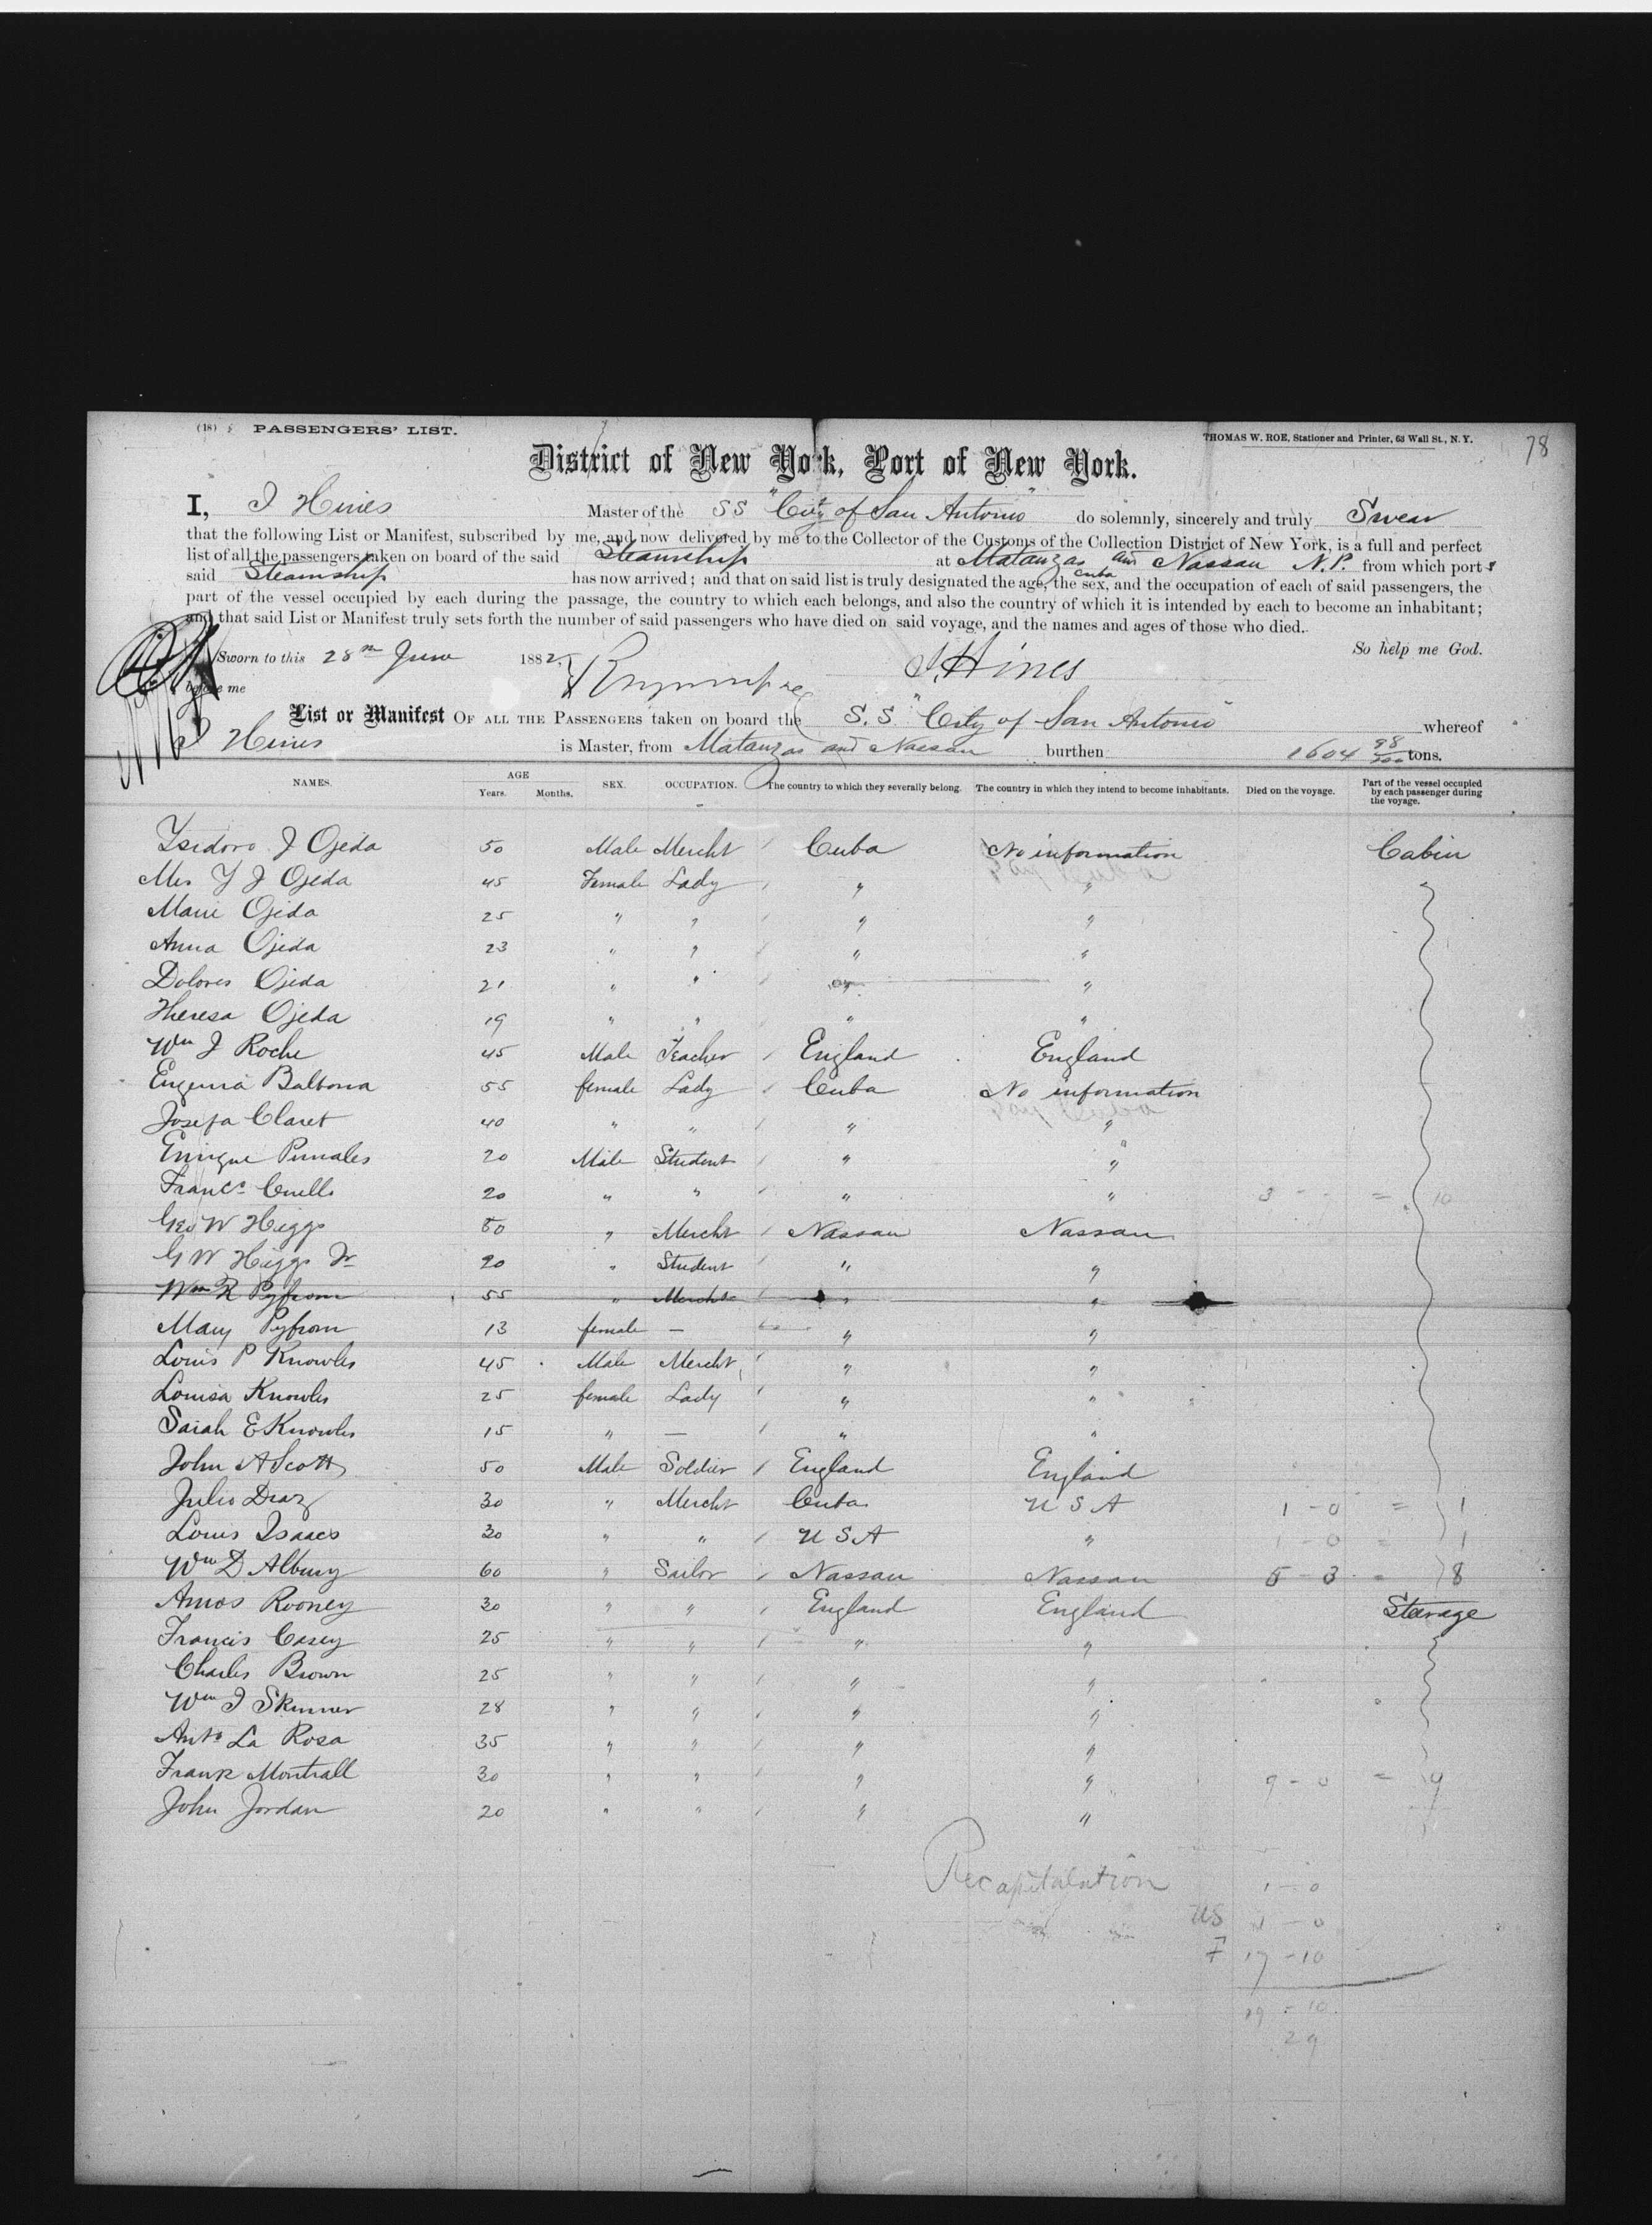 (18) PASSENGERS' LIST.
THOMAS W. ROE, Stationer and Printer, 63 Wall St., N. Y.
78
District of New York, Port of New York.
I, J Hines Master of the SS "City of San Antonio" do solemnly, sincerely and truly Swear
that the following List or Manifest, subscribed by me, and now delivered by me to the Collector of the Customs of the Collection District of New York, is a full and perfect
list of all the passengers taken on board of the said Steamship at Matanzas Cuba and Nassau N.P. from which ports
said Steamship has now arrived; and that on said list is truly designated the age, the sex, and the occupation of each of said passengers, the
part of the vessel occupied by each during the passage, the country to which each belongs, and also the country of which it is intended by each to become an inhabitant;
and that said List or Manifest truly sets forth the number of said passengers who have died on said voyage, and the names and ages of those who died.
So help me God.
Sworn to this 28th June 1882
J. Hines
before me
List or Manifest OF ALL THE PASSENGERS taken on board the S.S. "City of San Antonio" whereof
J Hines is Master, from Matanzas and Nassau burthen 1604 98/100 tons.
NAMES. AGE Years. Months. SEX. OCCUPATION. The country to which they severally belong. The country in which they intend to become inhabitants. Died on the voyage. Part of the vessel occupied by each passenger during the voyage.
Ysidoro J Ojeda 50 Male Mercht Cuba No information Cabin
Mrs Y J Ojeda 45 Female Lady " "
Marie Ojeda 25 " " " "
Anna Ojeda 23 " " " "
Dolores Ojeda 21 " " " "
Theresa Ojeda 19 " " " "
Wm J Roche 45 Male Teacher England England
Eugenia Balbona 55 female Lady Cuba No information
Josefa Claret 40 " " " "
Enrique Pumales 20 Male Student " "
Francº Cuello 20 " " " " 3 - = 10
Geo W Higgs 50 " Mercht Nassau Nassau
G W Higgs Jr 20 " Student " "
Wm R Pyfrom 55 " Mercht " "
Mary Pyfrom 13 female — " "
Louis P Knowles 45 Male Mercht " "
Louisa Knowles 25 female Lady " "
Sarah E Knowles 15 " — " "
John A Scott 50 Male Soldier England England
Julio Diaz 30 " Mercht Cuba U S A 1 - 0 = 1
Louis Isaacs 30 " " U S A " 1 - 0 = 1
Wm D Albury 60 " Sailor Nassau Nassau 5 - 3 = 8
Amos Rooney 30 " " England England Steerage
Francis Casey 25 " " " "
Charles Brown 25 " " " "
Wm J Skinner 28 " " " "
Antº La Rosa 35 " " " "
Frank Montrall 30 " " " " 9 - 0 = 9
John Jordan 20 " " " "
Recapitulation 1 - 0
US 1 - 0
F 17 - 10
19 - 10
29